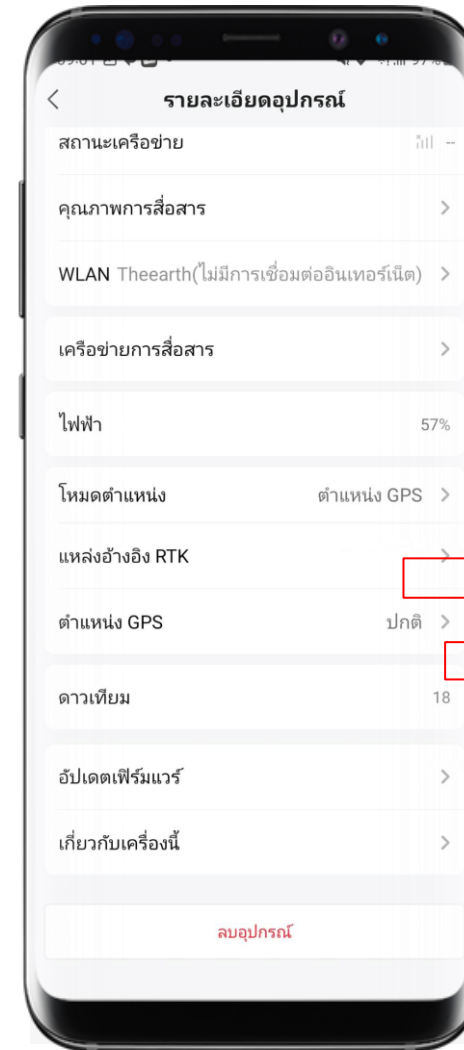 รายละเอียดอุปกรณ์
สถานะเครือข่าย --
คุณภาพการสื่อสาร
WLAN Theearth(ไม่มีการเชื่อมต่ออินเทอร์เน็ต)
เครือข่ายการสื่อสาร
ไฟฟ้า 57%
โหมดตำแหน่ง ตำแหน่ง GPS
แหล่งอ้างอิง RTK
ตำแหน่ง GPS ปกติ
ดาวเทียม 18
อัปเดตเฟิร์มแวร์
เกี่ยวกับเครื่องนี้
ลบอุปกรณ์